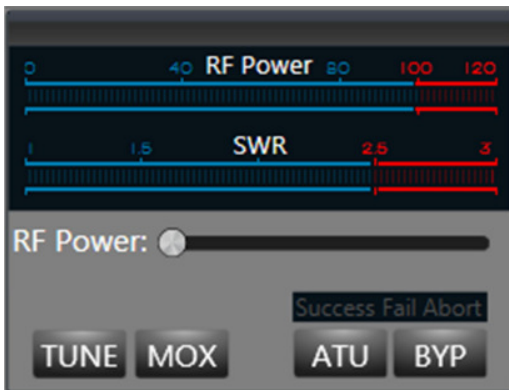 0 40 RF Power 80 100 120
1 1.5 SWR 2.5 3
RF Power:
Success Fail Abort
TUNE MOX ATU BYP